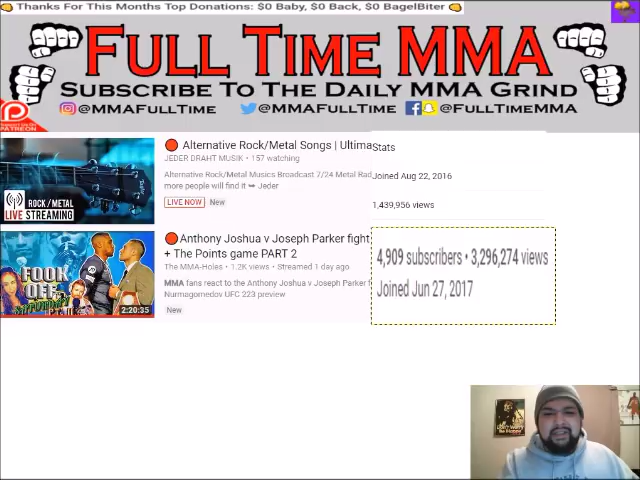 Thanks For This Months Top Donations: $0 Baby, $0 Back, $0 BagelBiter
FULL TIME MMA
SUBSCRIBE TO THE DAILY MMA GRIND
@MMAFULLTIME @MMAFULLTIME @FULLTIMEMMA
PATREON
Alternative Rock/Metal Songs | Ultima
JEDER DRAHT MUSIK • 157 watching
Alternative Rock/Metal Musics Broadcast 7/24 Metal Rad
more people will find it ➥ Jeder
LIVE NOW New
ROCK / METAL
LIVE STREAMING
Stats
Joined Aug 22, 2016
1,439,956 views
Anthony Joshua v Joseph Parker fight
+ The Points game PART 2
The MMA-Holes • 1.2K views • Streamed 1 day ago
MMA fans react to the Anthony Joshua v Joseph Parker f
Nurmagomedov UFC 223 preview
New
FOOK
OFF
SATURDAY
2:20:35
4,909 subscribers • 3,296,274 views
Joined Jun 27, 2017